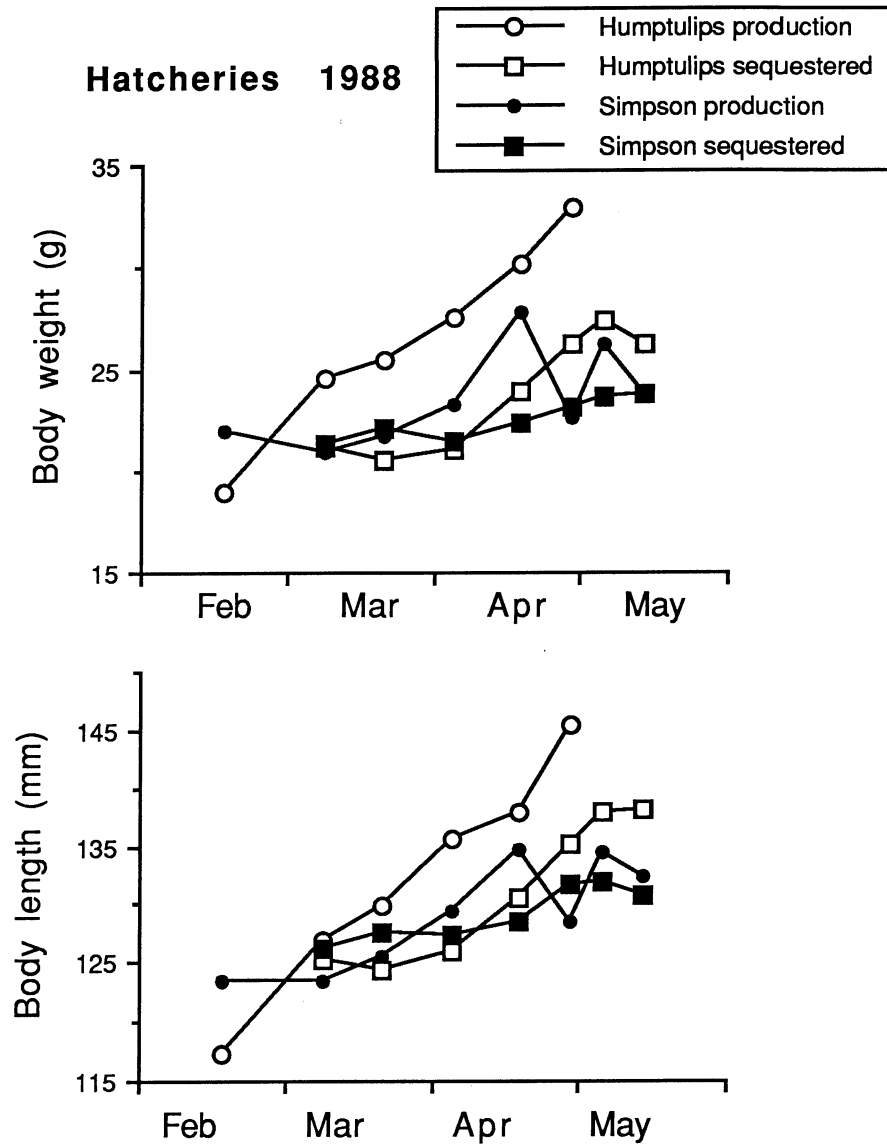 Hatcheries 1988
Humptulips production
Humptulips sequestered
Simpson production
Simpson sequestered
Body weight (g)
35
25
15
Feb Mar Apr May
Body length (mm)
145
135
125
115
Feb Mar Apr May